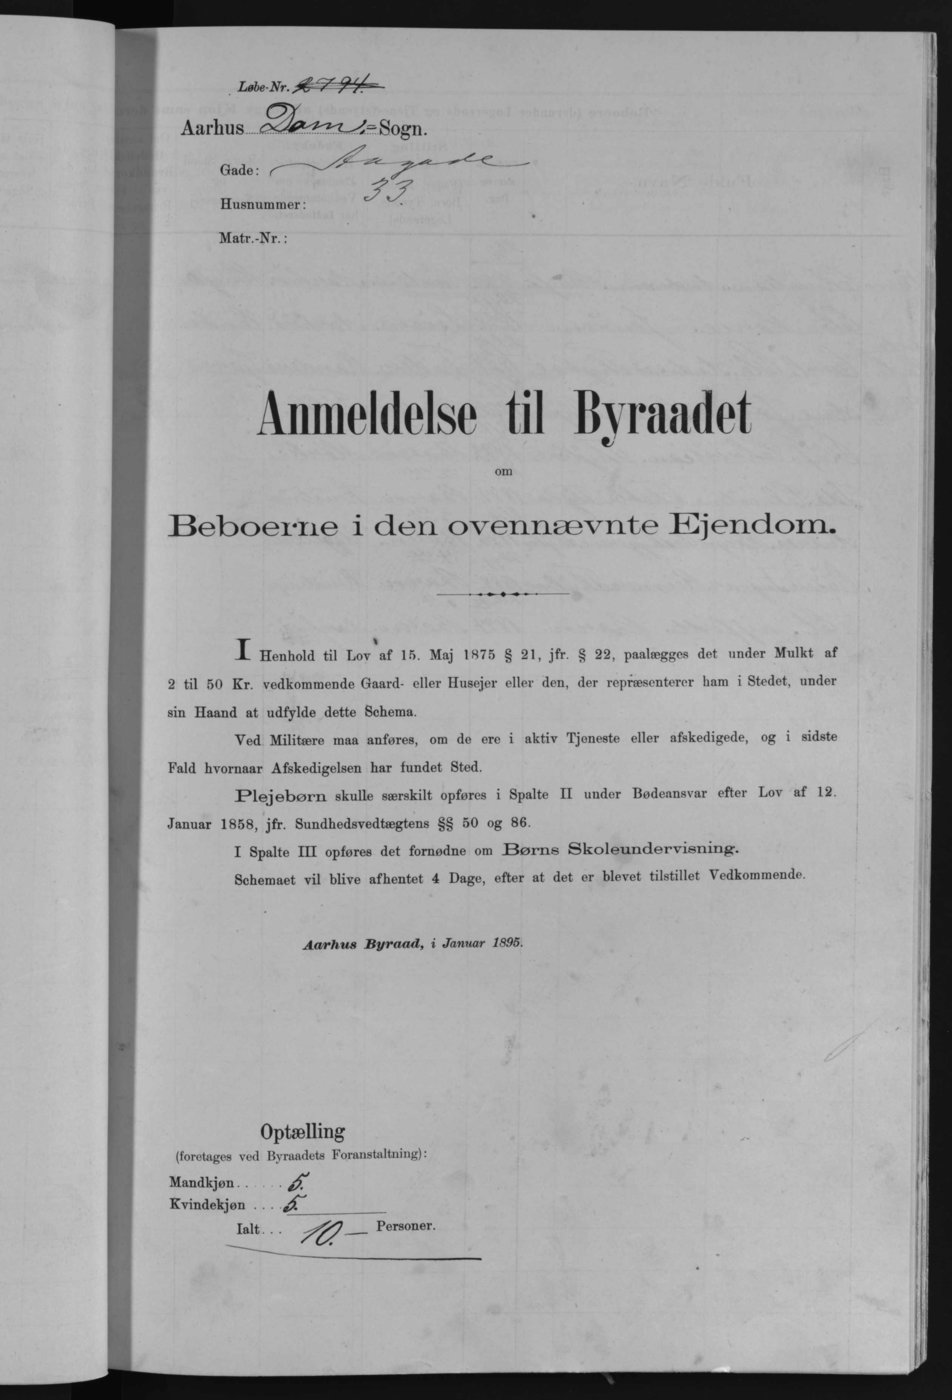 Løbe-Nr. 2794.
Aarhus Dom=Sogn.
Gade: Aagade
Husnummer: 33.
Matr.-Nr.:
Anmeldelse til Byraadet
om
Beboerne i den ovennævnte Ejendom.
I Henhold til Lov af 15. Maj 1875 § 21, jfr. § 22, paalægges det under Mulkt af
2 til 50 Kr. vedkommende Gaard- eller Husejer eller den, der repræsenterer ham i Stedet, under
sin Haand at udfylde dette Schema.
Ved Militære maa anføres, om de ere i aktiv Tjeneste eller afskedigede, og i sidste
Fald hvornaar Afskedigelsen har fundet Sted.
Plejebørn skulle særskilt opføres i Spalte II under Bødeansvar efter Lov af 12.
Januar 1858, jfr. Sundhedsvedtægtens §§ 50 og 86.
I Spalte III opføres det fornødne om Børns Skoleundervisning.
Schemaet vil blive afhentet 4 Dage, efter at det er blevet tilstillet Vedkommende.
Aarhus Byraad, i Januar 1895.
Optælling
(foretages ved Byraadets Foranstaltning):
Mandkjøn...... 5.
Kvindekjøn .... 5.
Ialt... 10.— Personer.